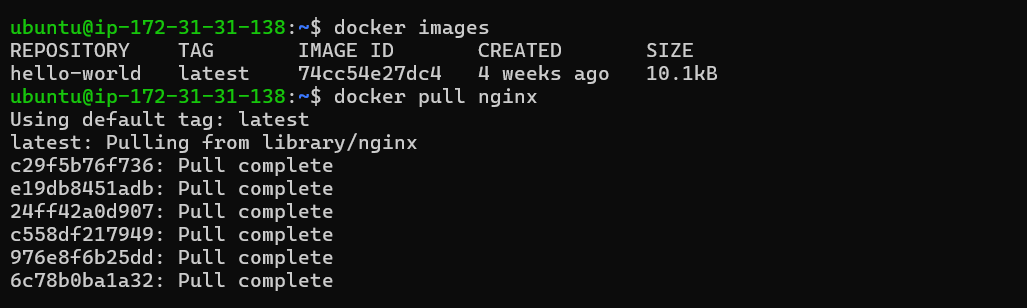 ubuntu@ip-172-31-31-138:~$ docker images
REPOSITORY    TAG       IMAGE ID       CREATED       SIZE
hello-world   latest    74cc54e27dc4   4 weeks ago   10.1kB
ubuntu@ip-172-31-31-138:~$ docker pull nginx
Using default tag: latest
latest: Pulling from library/nginx
c29f5b76f736: Pull complete
e19db8451adb: Pull complete
24ff42a0d907: Pull complete
c558df217949: Pull complete
976e8f6b25dd: Pull complete
6c78b0ba1a32: Pull complete